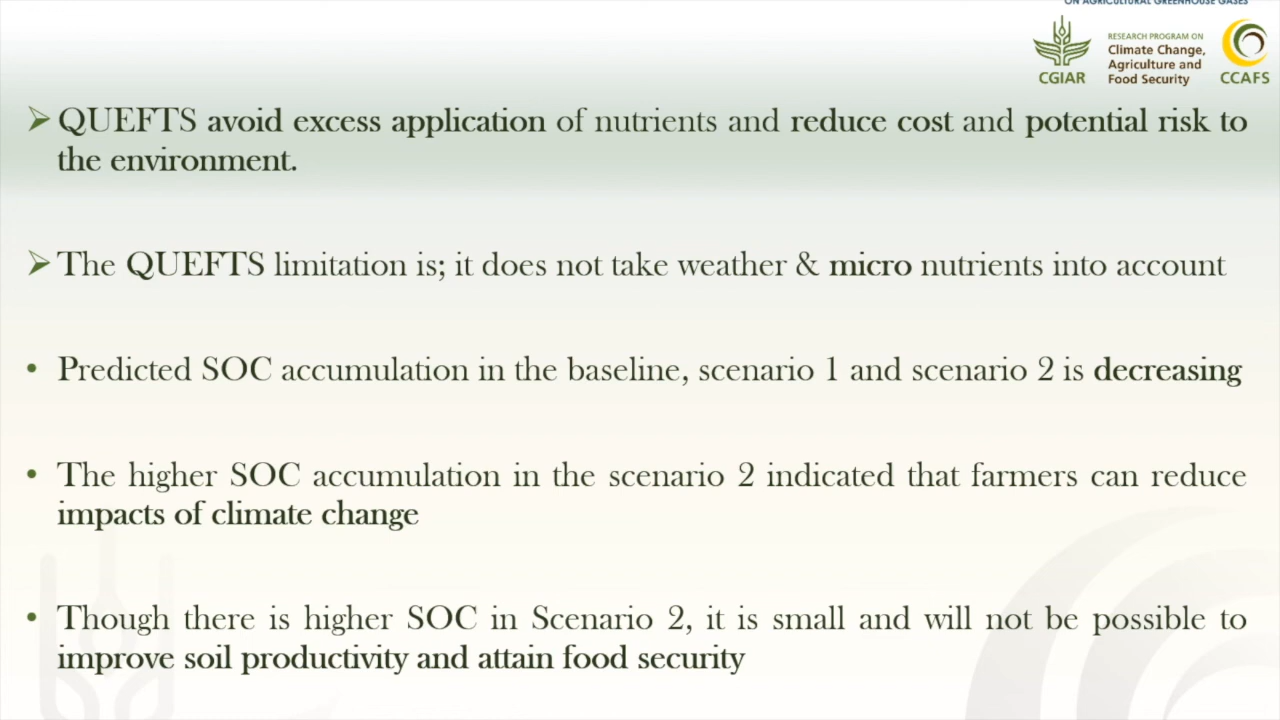 ON AGRICULTURAL GREENHOUSE GASES
RESEARCH PROGRAM ON
Climate Change,
Agriculture and
Food Security
CGIAR
CCAFS
➢ QUEFTS avoid excess application of nutrients and reduce cost and potential risk to
the environment.
➢ The QUEFTS limitation is; it does not take weather & micro nutrients into account
• Predicted SOC accumulation in the baseline, scenario 1 and scenario 2 is decreasing
• The higher SOC accumulation in the scenario 2 indicated that farmers can reduce
impacts of climate change
• Though there is higher SOC in Scenario 2, it is small and will not be possible to
improve soil productivity and attain food security